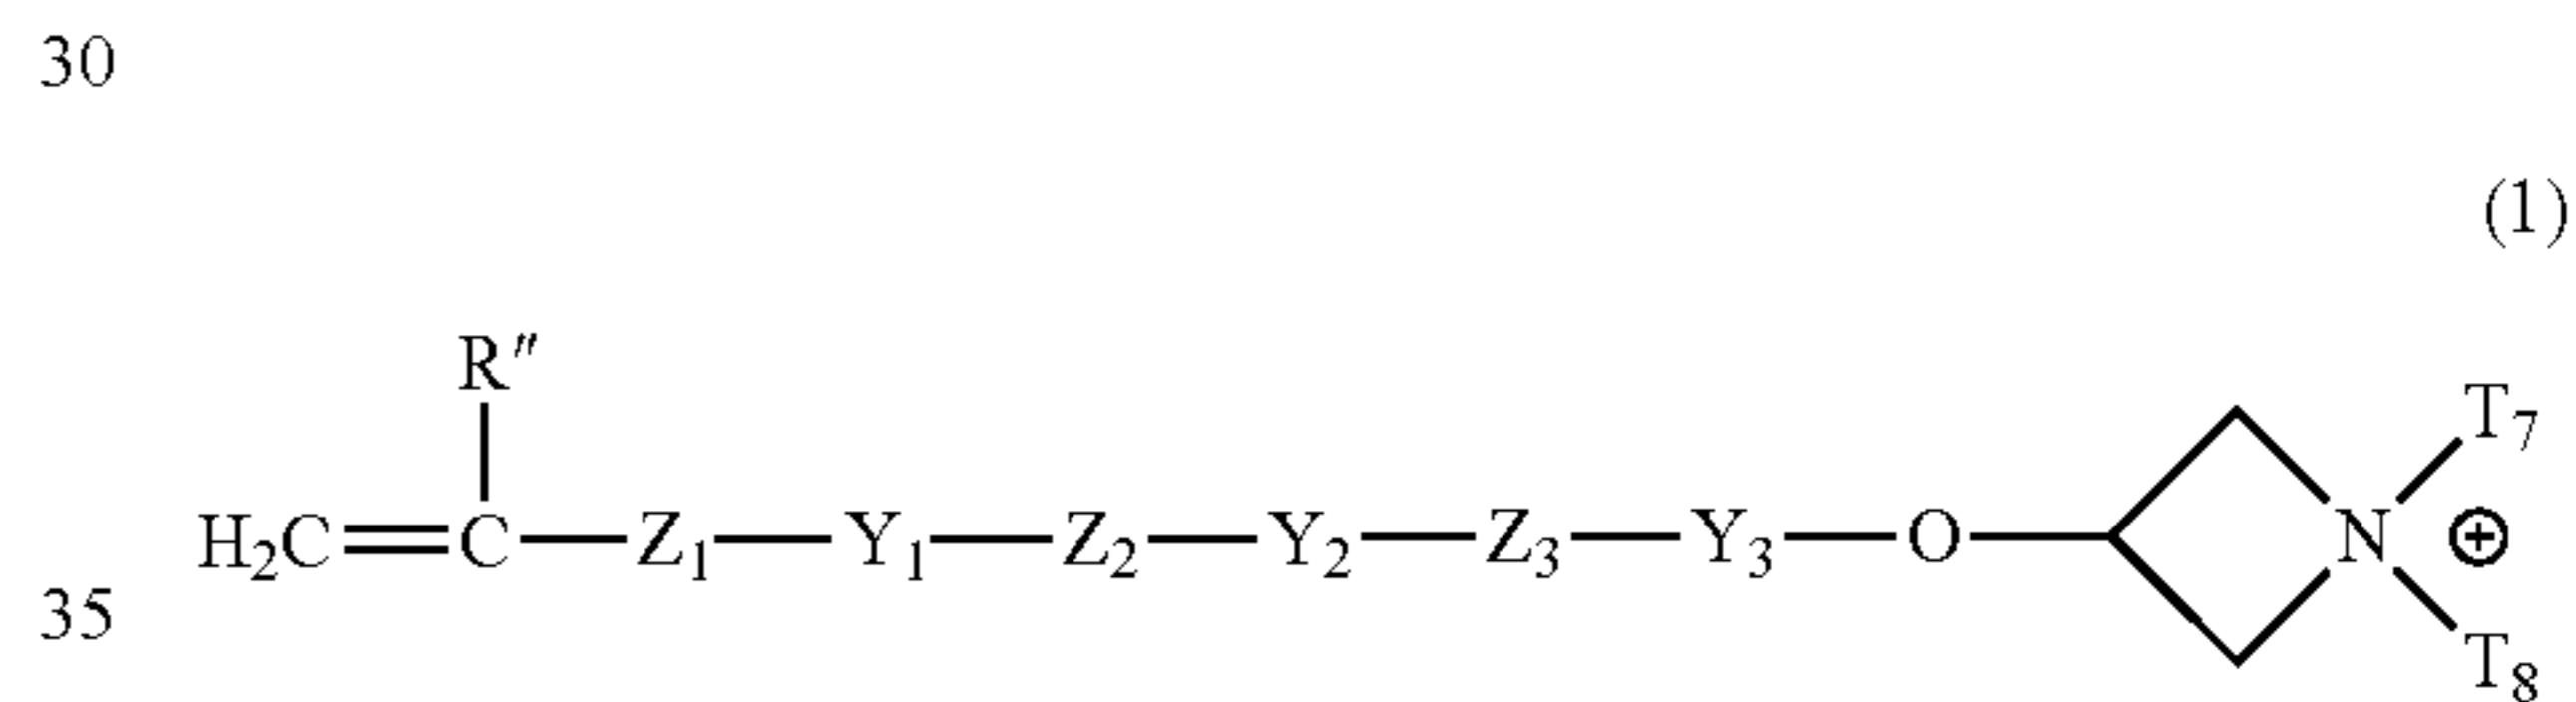 30
(1)
R″
H₂C=C—Z₁—Y₁—Z₂—Y₂—Z₃—Y₃—O N ⊕
T₇
35
T₈